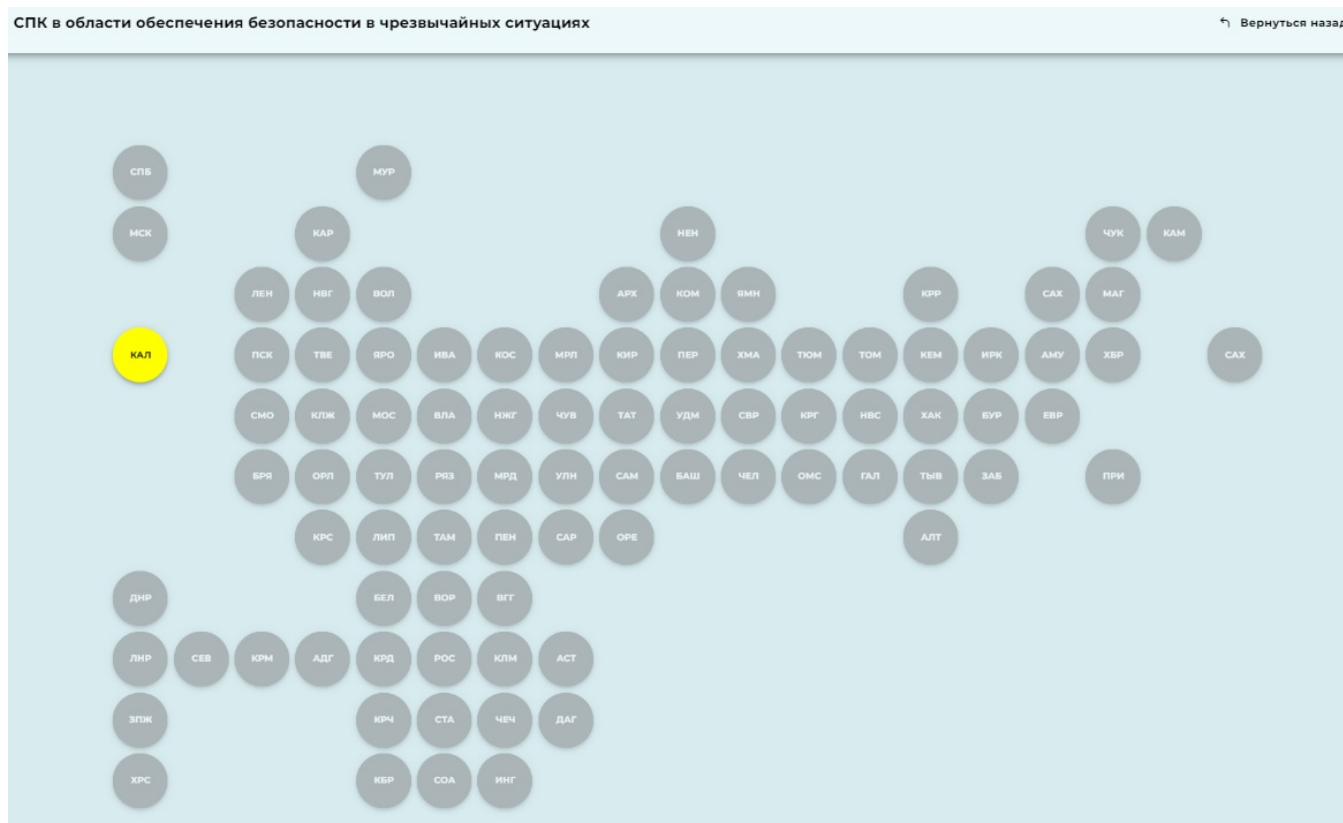 СПК в области обеспечения безопасности в чрезвычайных ситуациях Вернуться назад
СПБ МУР
МСК КАР НЕН ЧУК КАМ
ЛЕН НВГ ВОЛ АРХ КОМ ЯМН КРР САХ МАГ
КАЛ ПСК ТВЕ ЯРО ИВА КОС МРЛ КИР ПЕР ХМА ТЮМ ТОМ КЕМ ИРК АМУ ХБР САХ
СМО КЛЖ МОС ВЛА НЖГ ЧУВ ТАТ УДМ СВР КРГ НВС ХАК БУР ЕВР
БРЯ ОРЛ ТУЛ РЯЗ МРД УЛН САМ БАШ ЧЕЛ ОМС ГАЛ ТЫВ ЗАБ ПРИ
КРС ЛИП ТАМ ПЕН САР ОРЕ АЛТ
ДНР БЕЛ ВОР ВГГ
ЛНР СЕВ КРМ АДГ КРД РОС КЛМ АСТ
ЗПЖ КРЧ СТА ЧЕЧ ДАГ
ХРС КБР СОА ИНГ